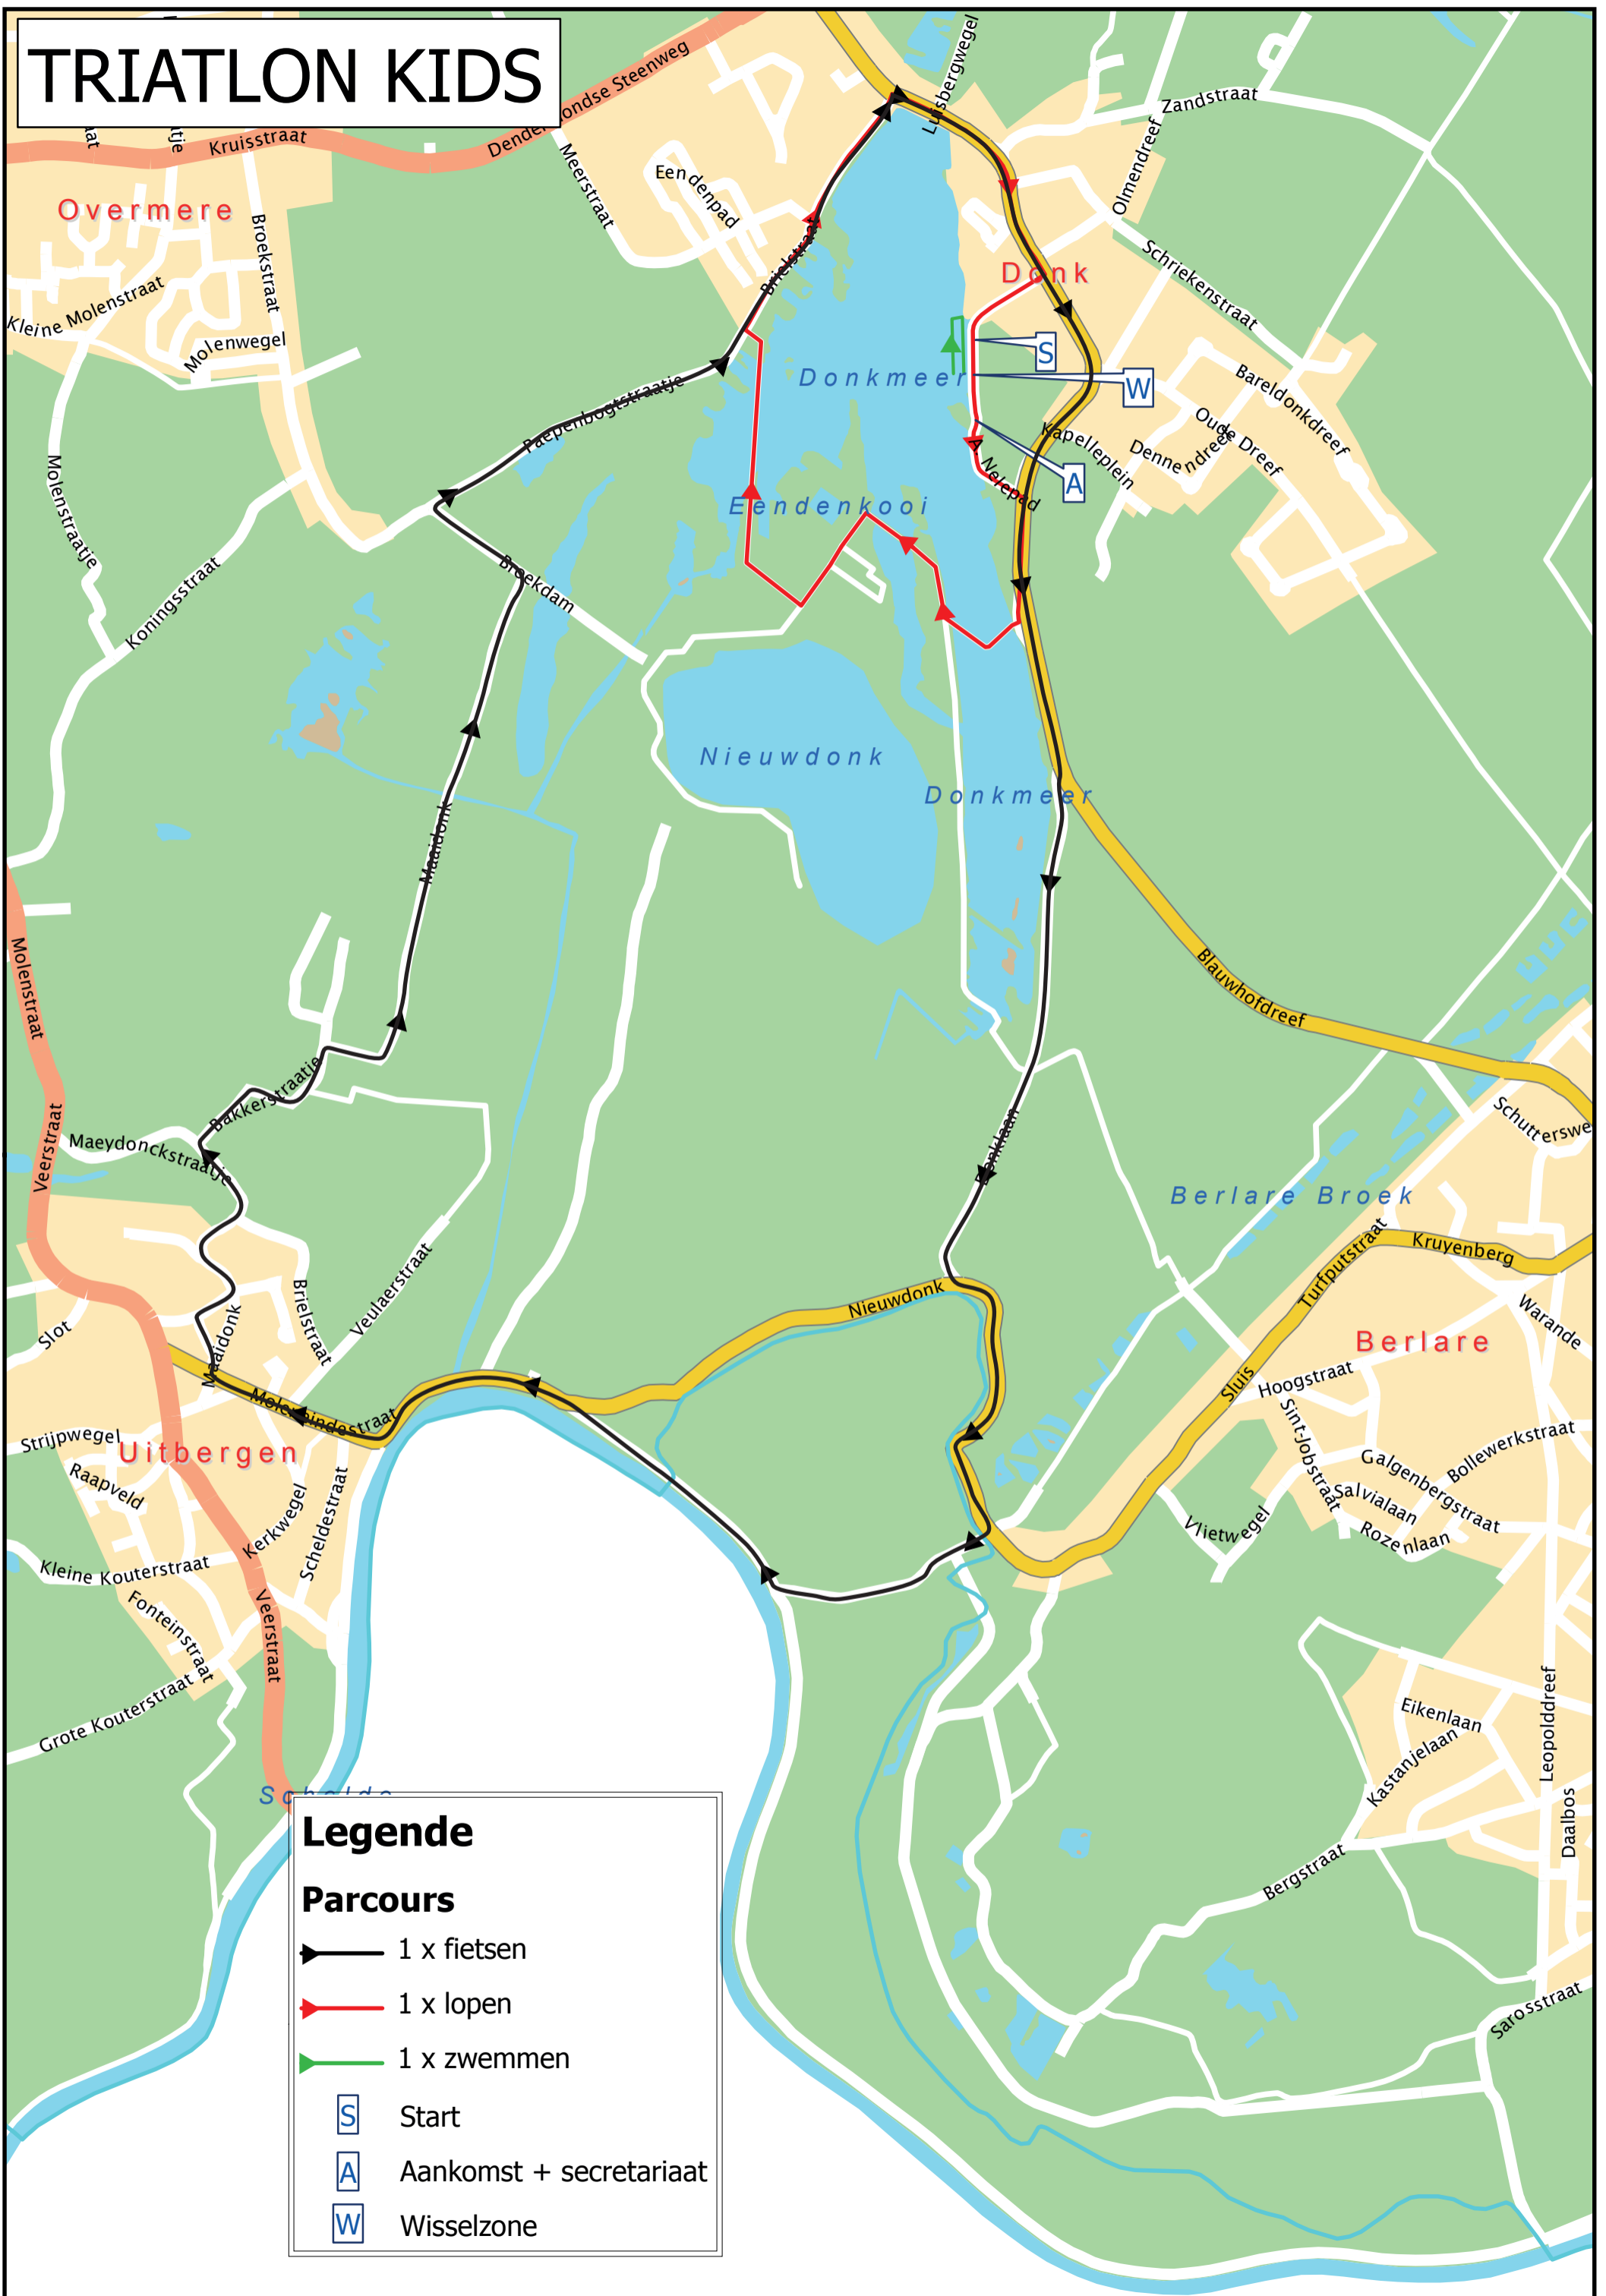 TRIATLON KIDS
Luisbergwegel
Dendermondse Steenweg
Zandstraat
Kruisstraat
Meerstraat
Eendenpad
Olmendreef
Overmere
Broekstraat
Brielstraat
Donk
Schriekenstraat
Kleine Molenstraat
Molenwegel
S
Donkmeer
W
Bareldonkdreef
Paepenbogtstraatje
Oude Dreef
Kapelleplein
Dennendreef
A
A. Nelepad
Molenstraatje
Eendenkooi
Broekdam
Koningsstraat
Nieuwdonk
Donkmeer
Maaidonk
Molenstraat
Blauwhofdreef
Bakkerstraatje
Veerstraat
Maeydonckstraatje
Donklaan
Berlare Broek
Turfputstraat
Kruyenberg
Veulaerstraat
Brielstraat
Nieuwdonk
Warande
Slot
Maaidonk
Berlare
Sluis
Hoogstraat
Moleneindestraat
Sint-Jobstraat
Strijpwegel
Uitbergen
Bollewerkstraat
Galgenbergstraat
Raapveld
Salvialaan
Kerkwegel
Scheldestraat
Vlietwegel
Rozenlaan
Kleine Kouterstraat
Fonteinstraat
Veerstraat
Grote Kouterstraat
Eikenlaan
Leopolddreef
Kastanjelaan
Daalbos
Bergstraat
Sarosstraat
Legende
Parcours
1 x fietsen
1 x lopen
1 x zwemmen
S Start
A Aankomst + secretariaat
W Wisselzone